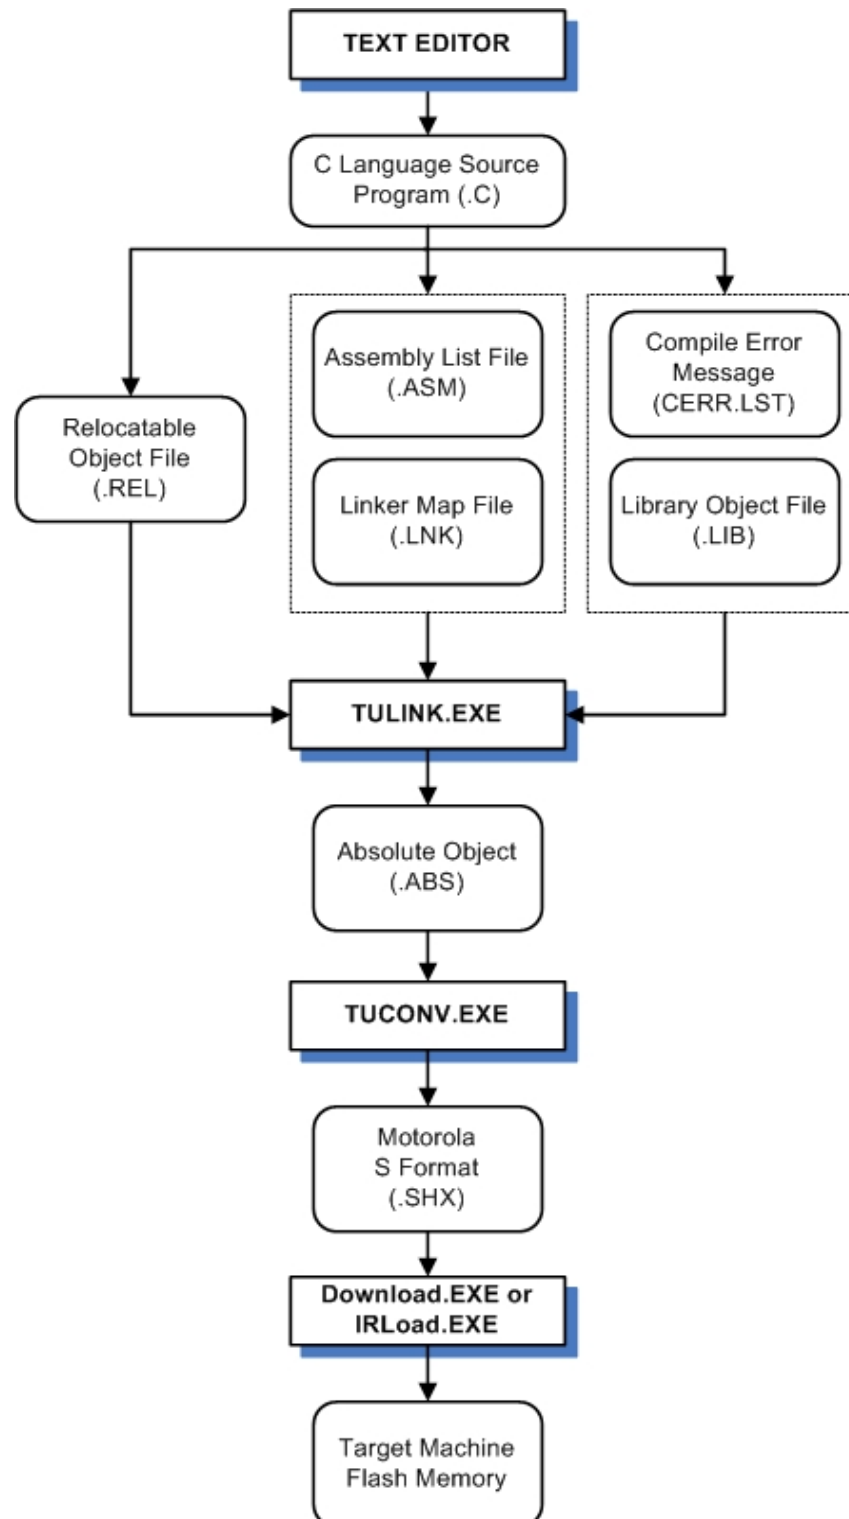 TEXT EDITOR
C Language Source
Program (.C)
Relocatable
Object File
(.REL)
Assembly List File
(.ASM)
Linker Map File
(.LNK)
Compile Error
Message
(CERR.LST)
Library Object File
(.LIB)
TULINK.EXE
Absolute Object
(.ABS)
TUCONV.EXE
Motorola
S Format
(.SHX)
Download.EXE or
IRLoad.EXE
Target Machine
Flash Memory